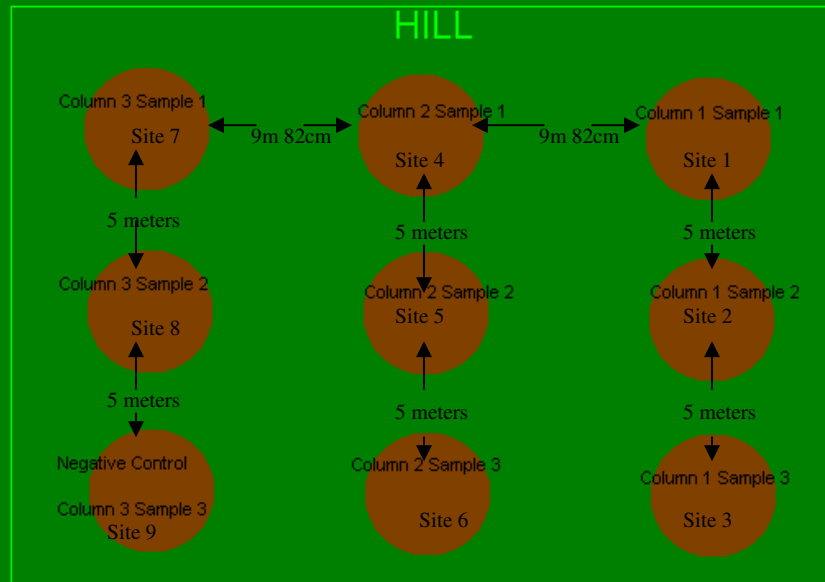 HILL
Column 3 Sample 1
Site 7
9m 82cm
Column 2 Sample 1
Site 4
9m 82cm
Column 1 Sample 1
Site 1
5 meters
5 meters
5 meters
Column 3 Sample 2
Site 8
Column 2 Sample 2
Site 5
Column 1 Sample 2
Site 2
5 meters
5 meters
5 meters
Negative Control
Column 3 Sample 3
Site 9
Column 2 Sample 3
Site 6
Column 1 Sample 3
Site 3